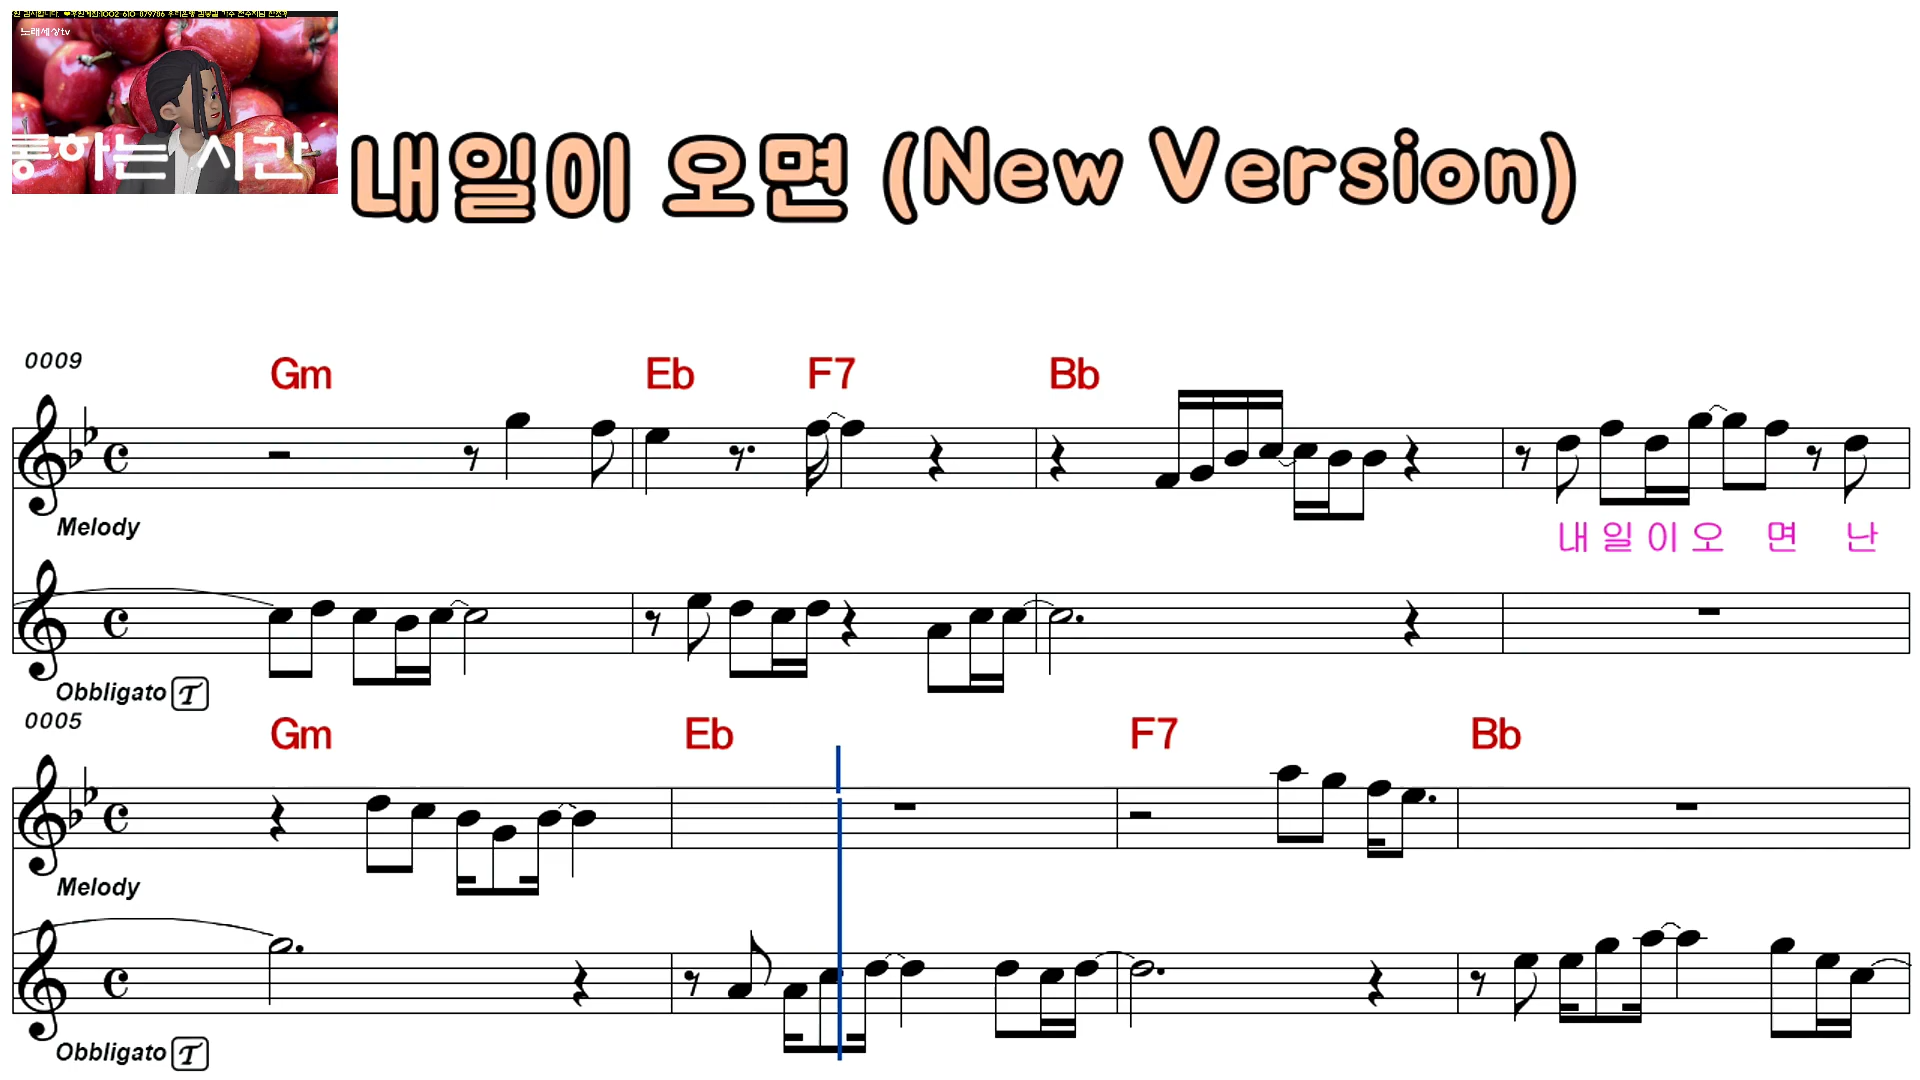 노래세상tv
통하는 시간
내일이 오면 (New Version)
0009
Gm Eb F7 Bb
Melody
내 일 이 오 면 난
Obbligato T
0005
Gm Eb F7 Bb
Melody
Obbligato T